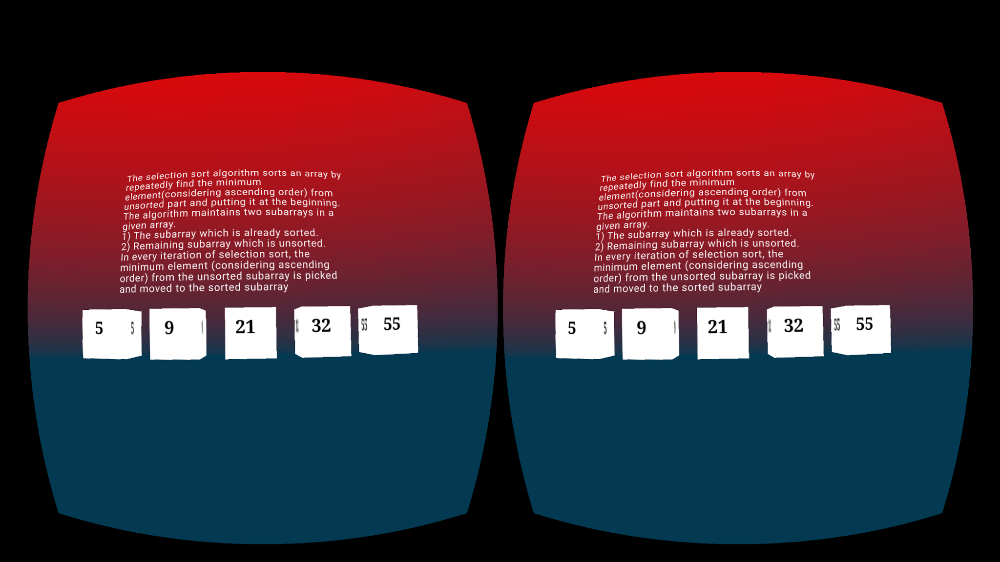 The selection sort algorithm sorts an array by
repeatedly find the minimum
element(considering ascending order) from
unsorted part and putting it at the beginning.
The algorithm maintains two subarrays in a
given array.
1) The subarray which is already sorted.
2) Remaining subarray which is unsorted.
In every iteration of selection sort, the
minimum element (considering ascending
order) from the unsorted subarray is picked
and moved to the sorted subarray
5 5 9 9 21 32 55 55
The selection sort algorithm sorts an array by
repeatedly find the minimum
element(considering ascending order) from
unsorted part and putting it at the beginning.
The algorithm maintains two subarrays in a
given array.
1) The subarray which is already sorted.
2) Remaining subarray which is unsorted.
In every iteration of selection sort, the
minimum element (considering ascending
order) from the unsorted subarray is picked
and moved to the sorted subarray
5 5 9 9 21 32 55 55